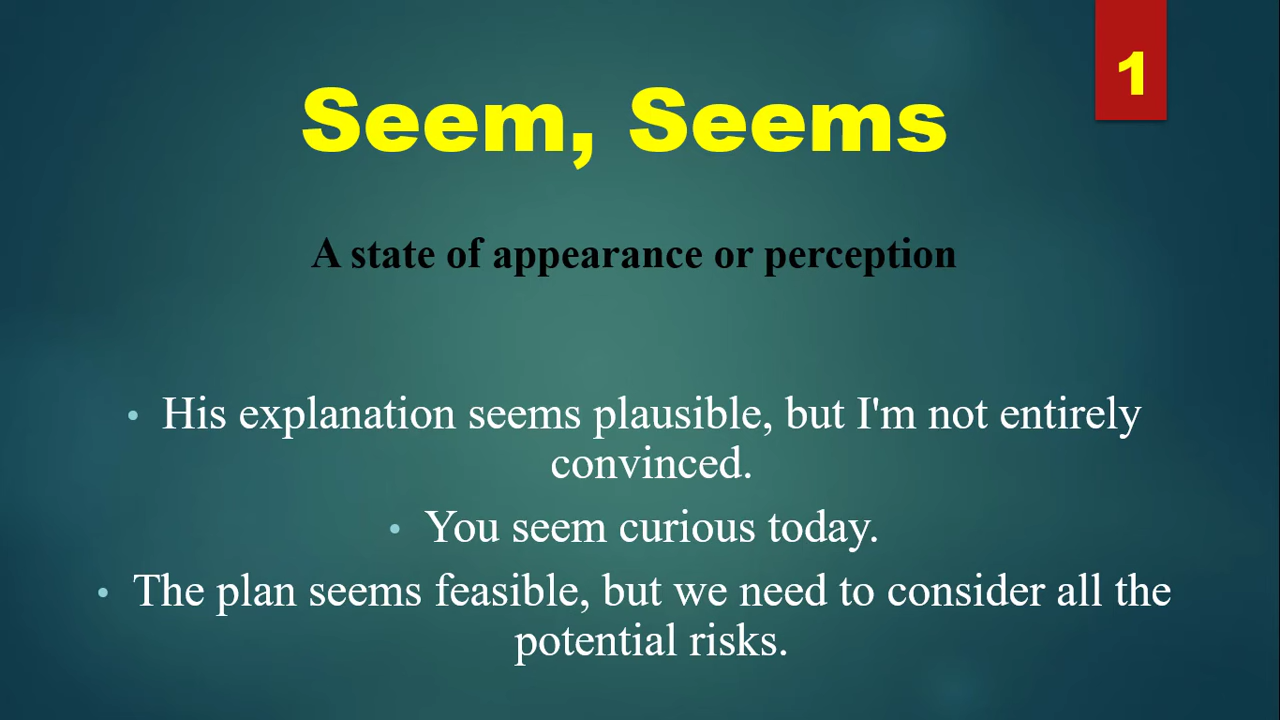 1
Seem, Seems
A state of appearance or perception
• His explanation seems plausible, but I'm not entirely
convinced.
• You seem curious today.
• The plan seems feasible, but we need to consider all the
potential risks.